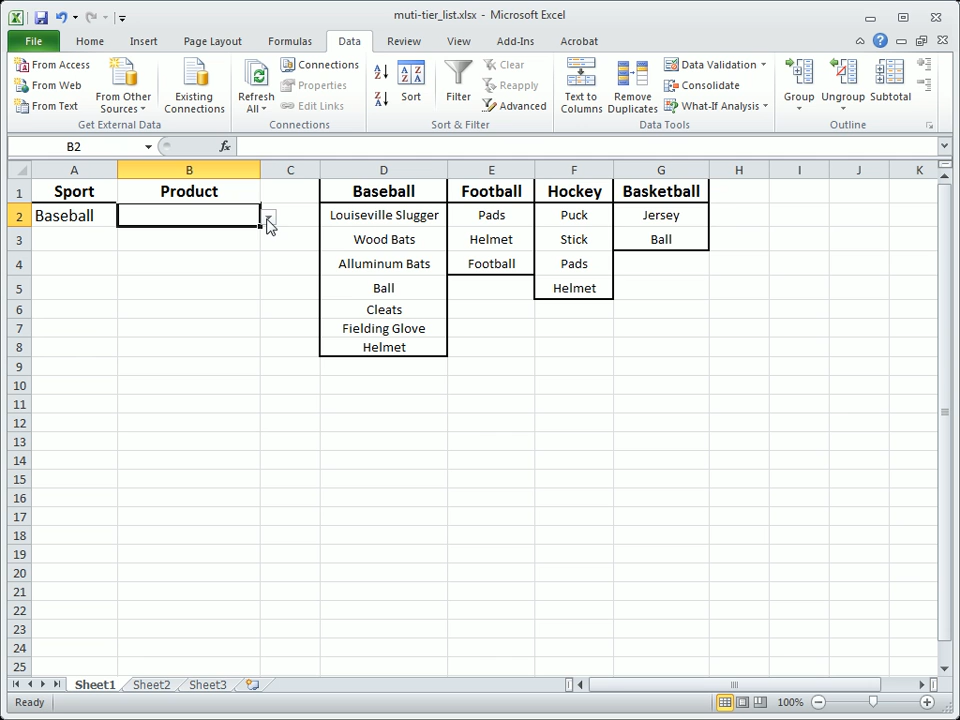 muti-tier_list.xlsx - Microsoft Excel
File Home Insert Page Layout Formulas Data Review View Add-Ins Acrobat
From Access
From Web
From Text
From Other Sources
Existing Connections
Get External Data
Refresh All
Connections
Properties
Edit Links
Connections
Sort
Filter
Clear
Reapply
Advanced
Sort & Filter
Text to Columns
Remove Duplicates
Data Validation
Consolidate
What-If Analysis
Data Tools
Group
Ungroup
Subtotal
Outline
B2 fx
A B C D E F G H I J K
1 Sport Product Baseball Football Hockey Basketball
2 Baseball Louiseville Slugger Pads Puck Jersey
3 Wood Bats Helmet Stick Ball
4 Alluminum Bats Football Pads
5 Ball Helmet
6 Cleats
7 Fielding Glove
8 Helmet
9
10
11
12
13
14
15
16
17
18
19
20
21
22
23
24
25
Sheet1 Sheet2 Sheet3
Ready 100%